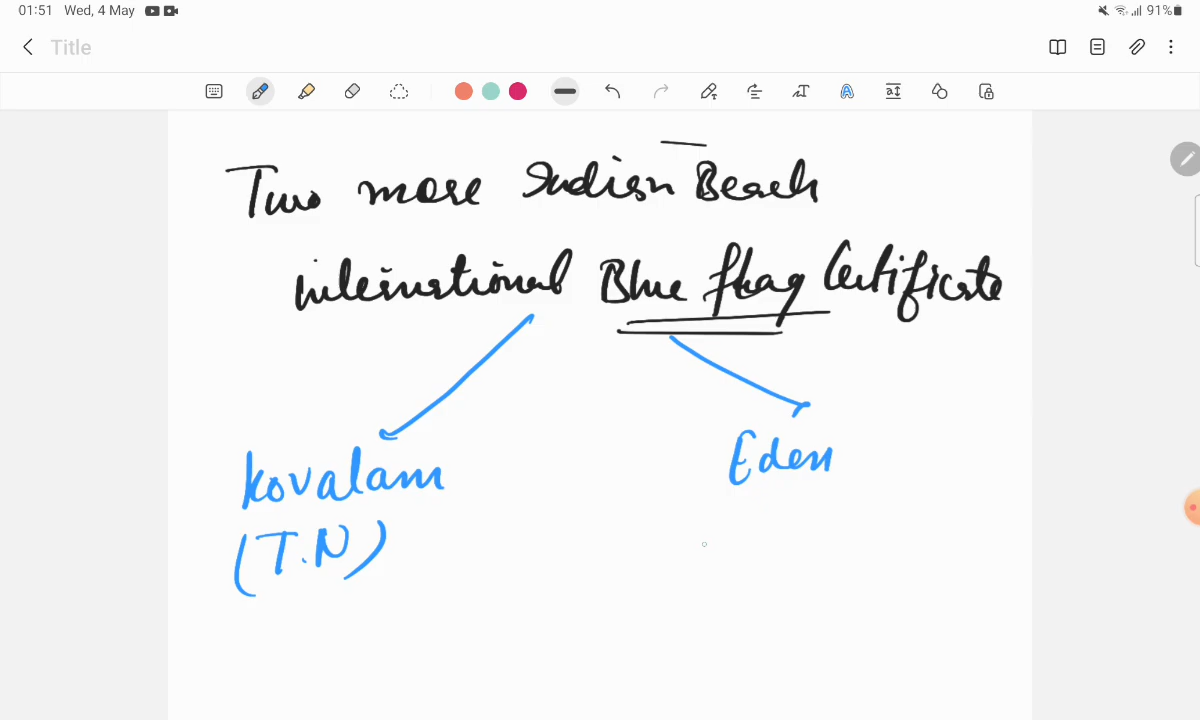 01:51 Wed, 4 May 91%
Title
Two more Indian Beach
international Blue flag Certificate
Kovalam Eden
(T.N)